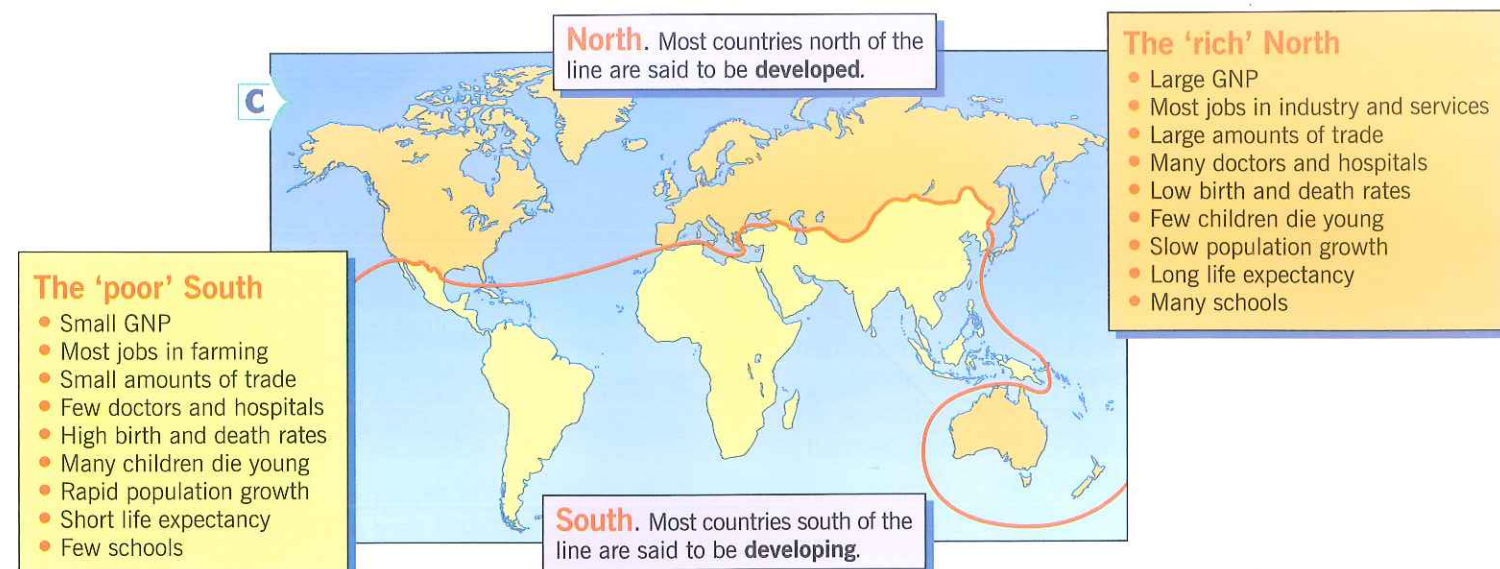 C
North. Most countries north of the
line are said to be developed.
The ‘rich’ North
• Large GNP
• Most jobs in industry and services
• Large amounts of trade
• Many doctors and hospitals
• Low birth and death rates
• Few children die young
• Slow population growth
• Long life expectancy
• Many schools
The ‘poor’ South
• Small GNP
• Most jobs in farming
• Small amounts of trade
• Few doctors and hospitals
• High birth and death rates
• Many children die young
• Rapid population growth
• Short life expectancy
• Few schools
South. Most countries south of the
line are said to be developing.